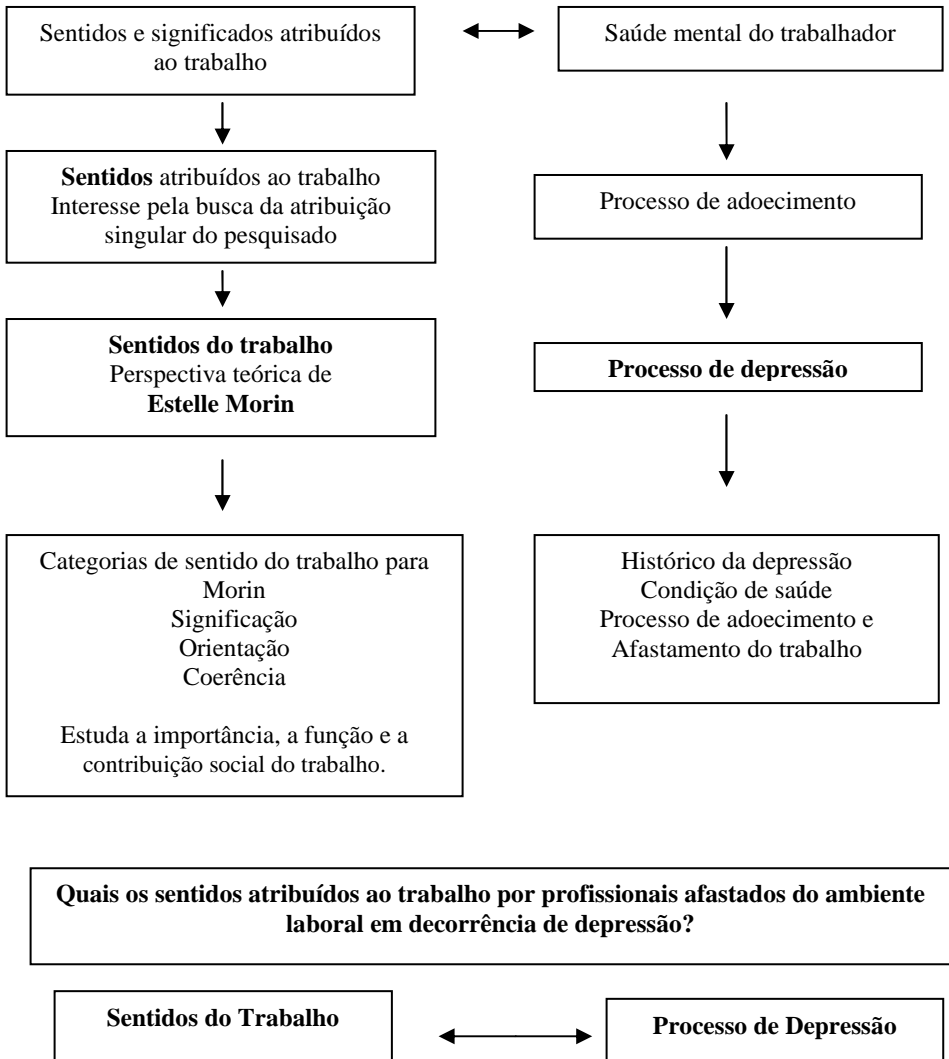 Sentidos e significados atribuídos
ao trabalho
Saúde mental do trabalhador
Sentidos atribuídos ao trabalho
Interesse pela busca da atribuição
singular do pesquisado
Processo de adoecimento
Sentidos do trabalho
Perspectiva teórica de
Estelle Morin
Processo de depressão
Categorias de sentido do trabalho para
Morin
Significação
Orientação
Coerência
Estuda a importância, a função e a
contribuição social do trabalho.
Histórico da depressão
Condição de saúde
Processo de adoecimento e
Afastamento do trabalho
Quais os sentidos atribuídos ao trabalho por profissionais afastados do ambiente
laboral em decorrência de depressão?
Sentidos do Trabalho
Processo de Depressão